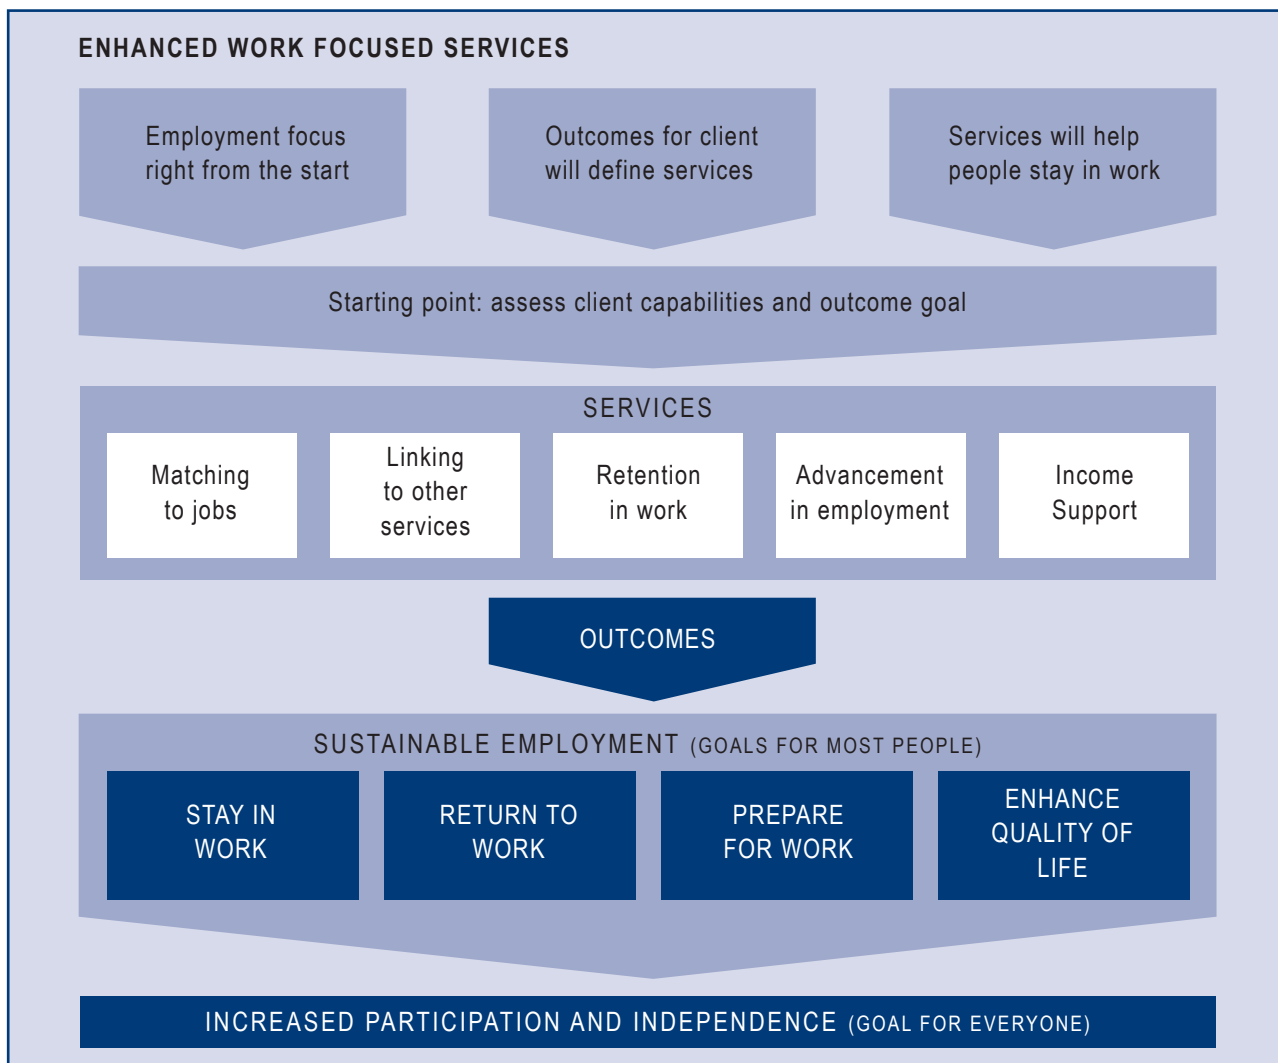 ENHANCED WORK FOCUSED SERVICES
Employment focus
right from the start
Outcomes for client
will define services
Services will help
people stay in work
Starting point: assess client capabilities and outcome goal
SERVICES
Matching
to jobs
Linking
to other
services
Retention
in work
Advancement
in employment
Income
Support
OUTCOMES
SUSTAINABLE EMPLOYMENT (GOALS FOR MOST PEOPLE)
STAY IN
WORK
RETURN TO
WORK
PREPARE
FOR WORK
ENHANCE
QUALITY OF
LIFE
INCREASED PARTICIPATION AND INDEPENDENCE (GOAL FOR EVERYONE)